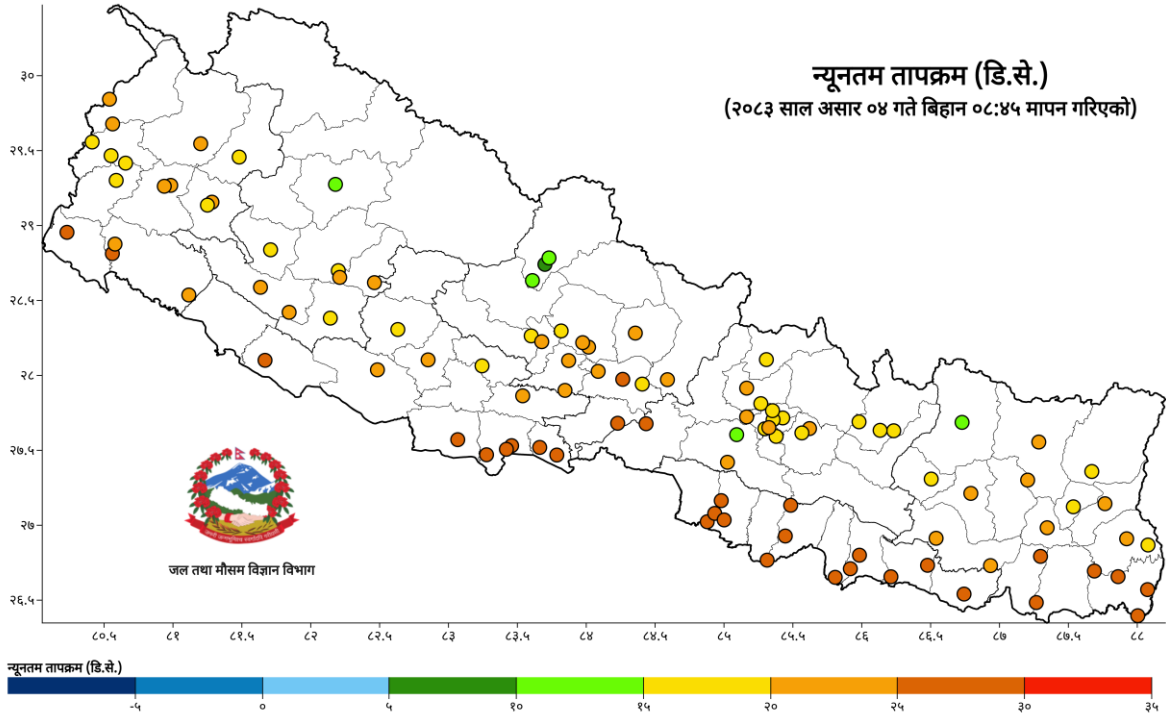 न्यूनतम तापक्रम (डि.से.)
(२०८३ साल असार ०४ गते बिहान ०८:४५ मापन गरिएको)
३०
२९.५
२९
२८.५
२८
२७.५
२७
२६.५
जल तथा मौसम विज्ञान विभाग
८०.५ ८१ ८१.५ ८२ ८२.५ ८३ ८३.५ ८४ ८४.५ ८५ ८५.५ ८६ ८६.५ ८७ ८७.५ ८८
न्यूनतम तापक्रम (डि.से.)
-५ ० ५ १० १५ २० २५ ३० ३५